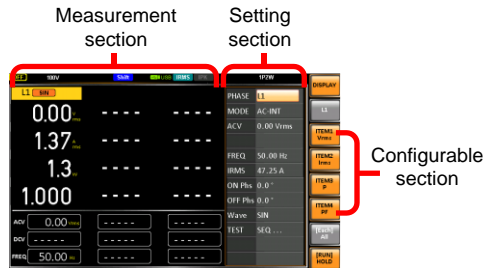 Measurement section
Setting section
100V Shift USB IRMS 1P2W
DISPLAY
L1 SIN
PHASE L1
L1
0.00 Vrms
- - - -
- - - -
MODE AC-INT
ACV 0.00 Vrms
ITEM1 Vrms
1.37
- - - -
- - - -
FREQ 50.00 Hz
ITEM2 Irms
Configurable section
1.3
- - - -
- - - -
IRMS 47.25 A
ON Phs 0.0 °
ITEM3 P
1.000
- - - -
- - - -
OFF Phs 0.0 °
Wave SIN
ITEM4 PF
ACV 0.00
- - - - -
- - - - -
TEST SEQ ...
[Each] All
DCV - - - - -
- - - - -
- - - - -
FREQ 50.00 Hz
- - - - -
- - - - -
[RUN] HOLD